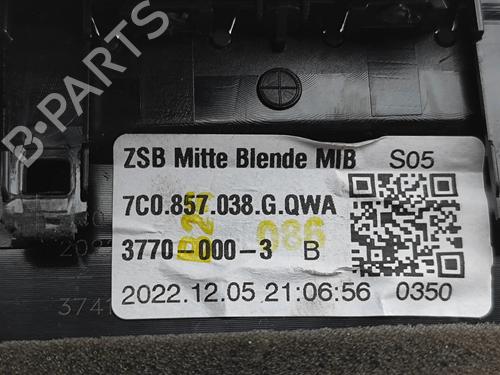 B-PARTS
ZSB Mitte Blende MIB S05
7C0.857.038.G.QWA
086
3770-000-3 B
2022.12.05 21:06:56 0350